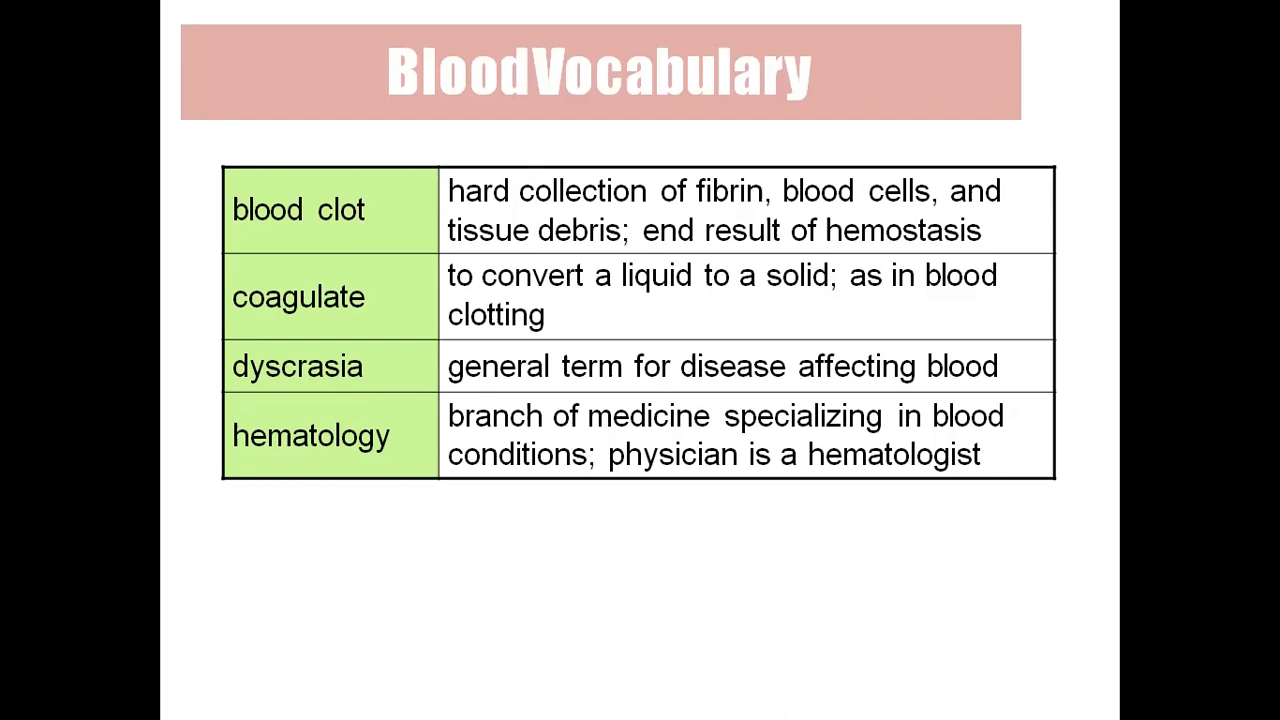 BloodVocabulary
blood clot
hard collection of fibrin, blood cells, and
tissue debris; end result of hemostasis
coagulate
to convert a liquid to a solid; as in blood
clotting
dyscrasia
general term for disease affecting blood
hematology
branch of medicine specializing in blood
conditions; physician is a hematologist